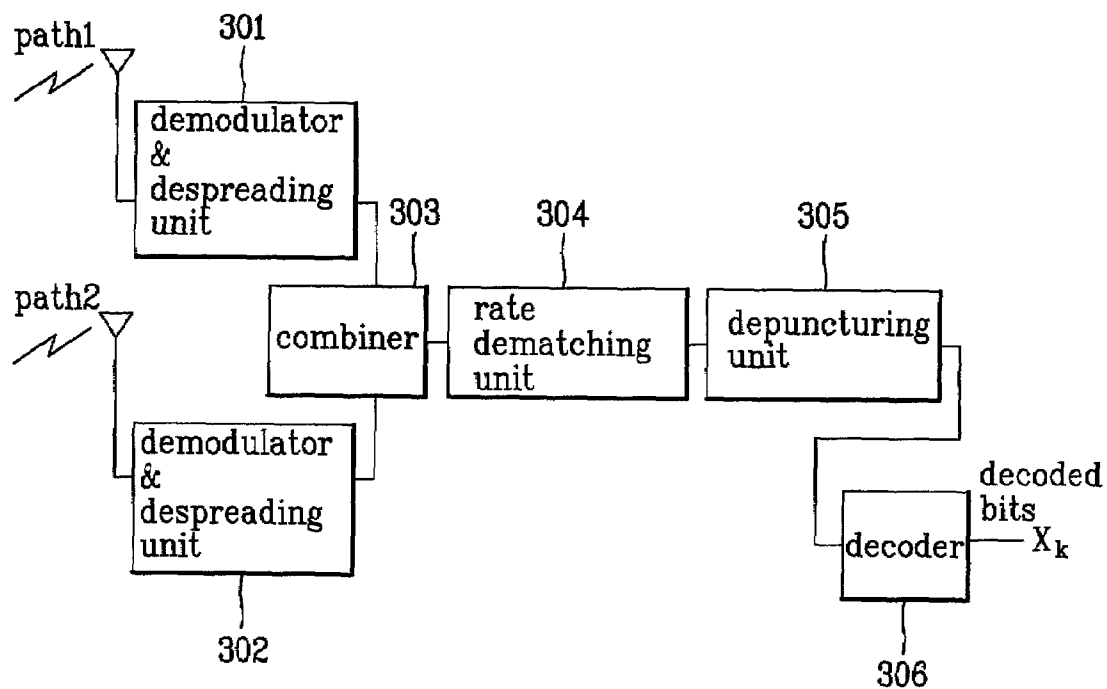 path1
301
demodulator
&
despreading
unit
303
304
305
path2
combiner
rate
dematching
unit
depuncturing
unit
demodulator
&
despreading
unit
302
decoder
306
decoded
bits
Xk